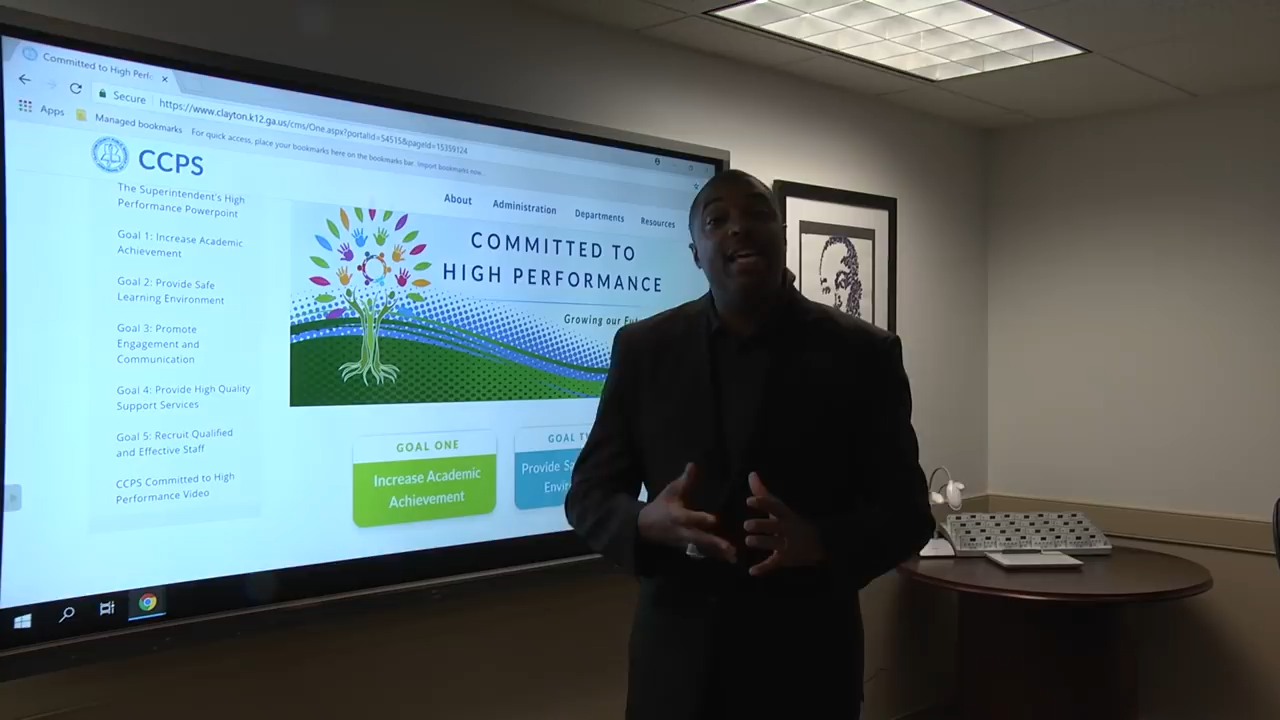 Committed to High Perf
Secure
https://www.clayton.k12.ga.us/cms/One.aspx?portalId=54515&pageId=15359124
Apps
Managed bookmarks
For quick access, place your bookmarks here on the bookmarks bar. Import bookmarks now...
CCPS
About
Administration
Departments
Resources
The Superintendent's High
Performance Powerpoint
Goal 1: Increase Academic
Achievement
Goal 2: Provide Safe
Learning Environment
Goal 3: Promote
Engagement and
Communication
Goal 4: Provide High Quality
Support Services
Goal 5: Recruit Qualified
and Effective Staff
CCPS Committed to High
Performance Video
COMMITTED TO
HIGH PERFORMANCE
Growing our Fut
GOAL ONE
Increase Academic
Achievement
GOAL TW
Provide Sa
Envir